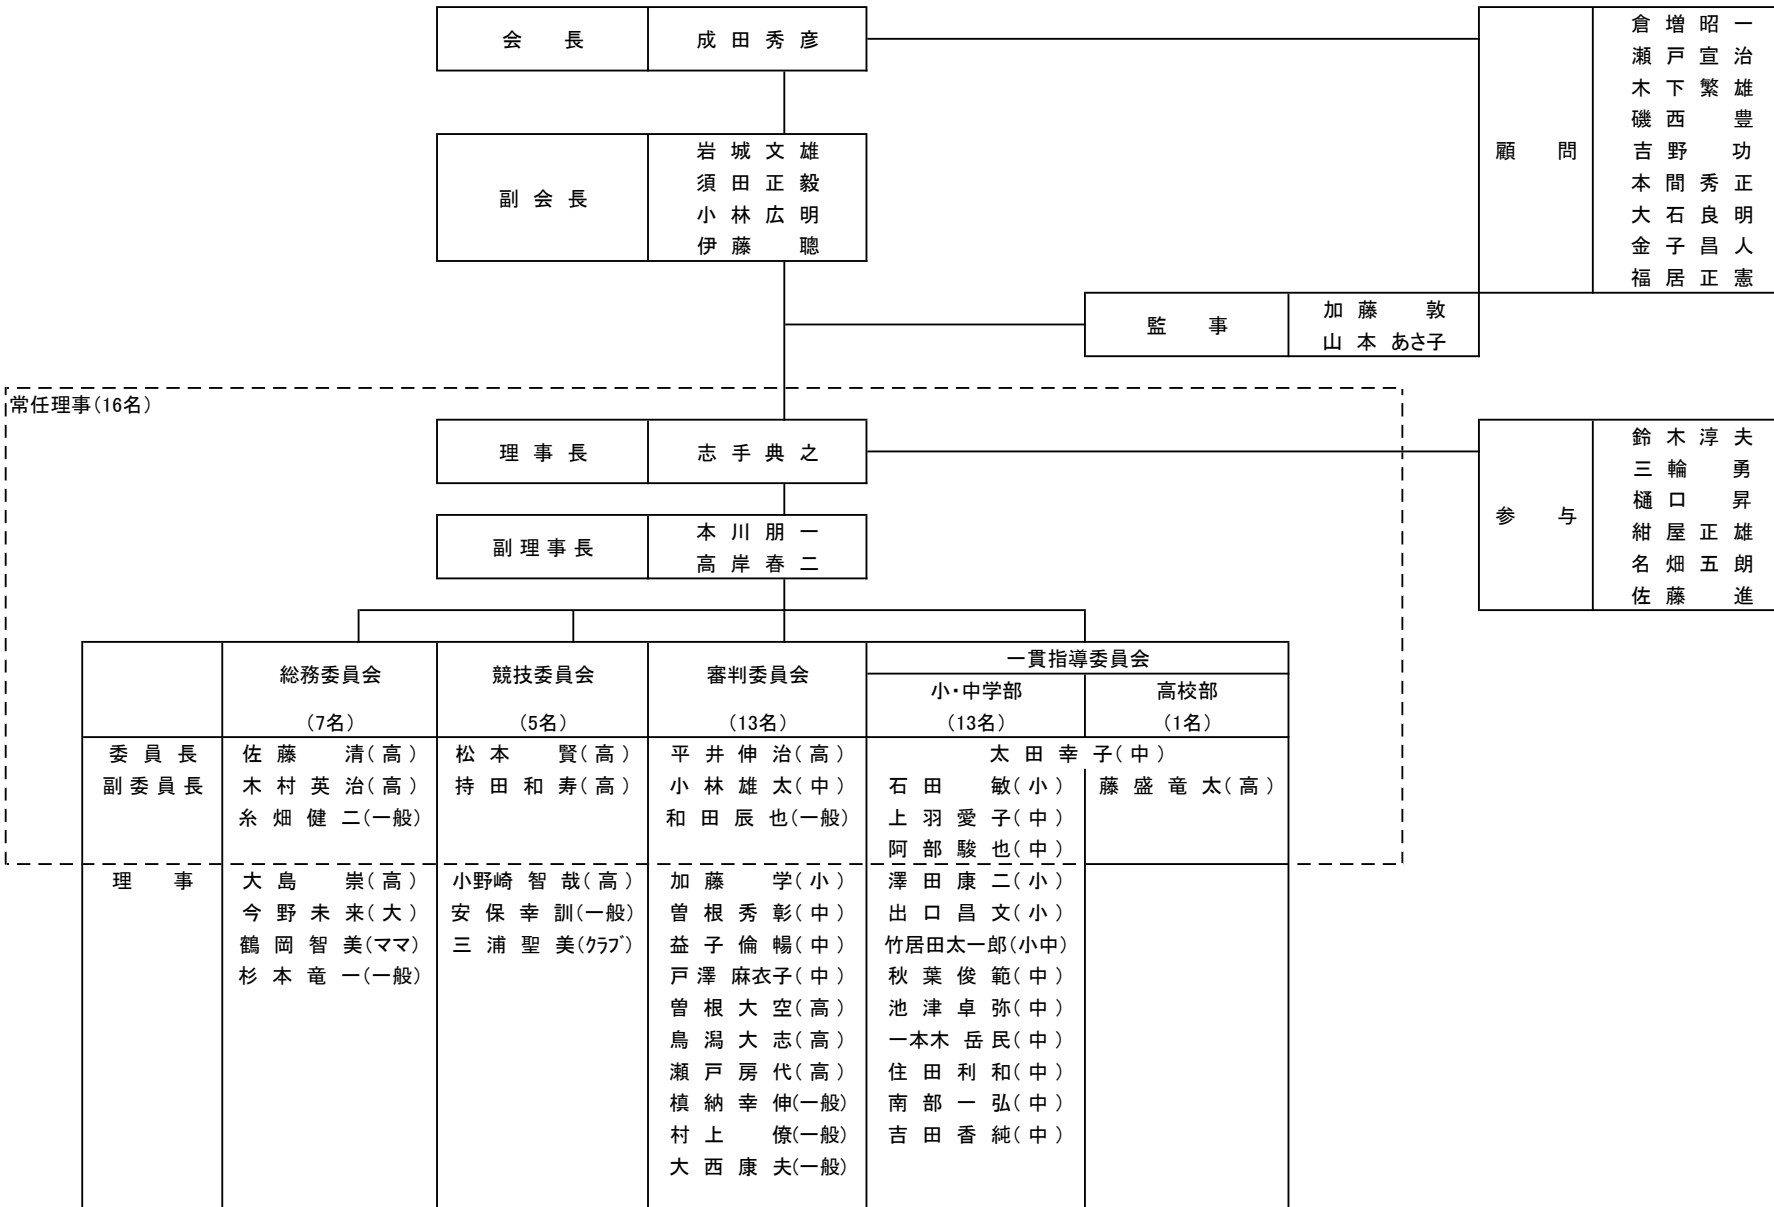 会長 成田秀彦
顧問
倉増昭一
瀬戸宣治
木下繁雄
磯西豊
吉野功
本間秀正
大石良明
金子昌人
福居正憲
副会長
岩城文雄
須田正毅
小林広明
伊藤聰
監事
加藤敦
山本あさ子
常任理事(16名)
理事長 志手典之
参与
鈴木淳夫
三輪勇
樋口昇
紺屋正雄
名畑五朗
佐藤進
副理事長
本川朋一
高岸春二
総務委員会
(7名)
競技委員会
(5名)
審判委員会
(13名)
一貫指導委員会
小・中学部
(13名)
高校部
(1名)
委員長 佐藤清(高) 松本賢(高) 平井伸治(高) 太田幸子(中)
副委員長 木村英治(高) 持田和寿(高) 小林雄太(中) 石田敏(小) 藤盛竜太(高)
糸畑健二(一般) 和田辰也(一般) 上羽愛子(中)
阿部駿也(中)
理事 大島崇(高) 小野崎智哉(高) 加藤学(小) 澤田康二(小)
今野未来(大) 安保幸訓(一般) 曽根秀彰(中) 出口昌文(小)
鶴岡智美(ママ) 三浦聖美(ｸﾗﾌﾞ) 益子倫暢(中) 竹居田太一郎(小中)
杉本竜一(一般) 戸澤麻衣子(中) 秋葉俊範(中)
曽根大空(高) 池津卓弥(中)
鳥潟大志(高) 一本木岳民(中)
瀬戸房代(高) 住田利和(中)
槙納幸伸(一般) 南部一弘(中)
村上僚(一般) 吉田香純(中)
大西康夫(一般)